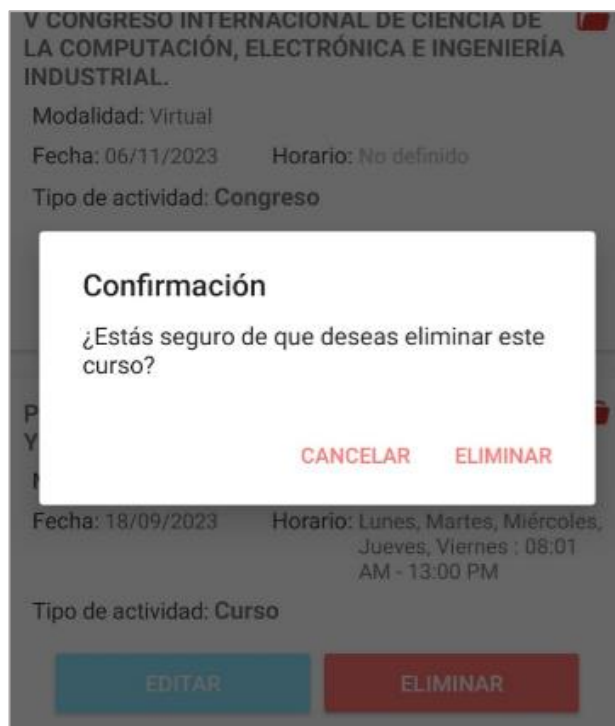 V CONGRESO INTERNACIONAL DE CIENCIA DE
LA COMPUTACIÓN, ELECTRÓNICA E INGENIERÍA
INDUSTRIAL.
Modalidad: Virtual
Fecha: 06/11/2023 Horario: No definido
Tipo de actividad: Congreso
Confirmación
¿Estás seguro de que deseas eliminar este
curso?
CANCELAR ELIMINAR
Fecha: 18/09/2023 Horario: Lunes, Martes, Miércoles,
Jueves, Viernes : 08:01
AM - 13:00 PM
Tipo de actividad: Curso
EDITAR ELIMINAR